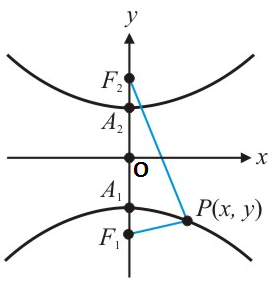 y
F₂
A₂
O
x
A₁
P(x, y)
F₁